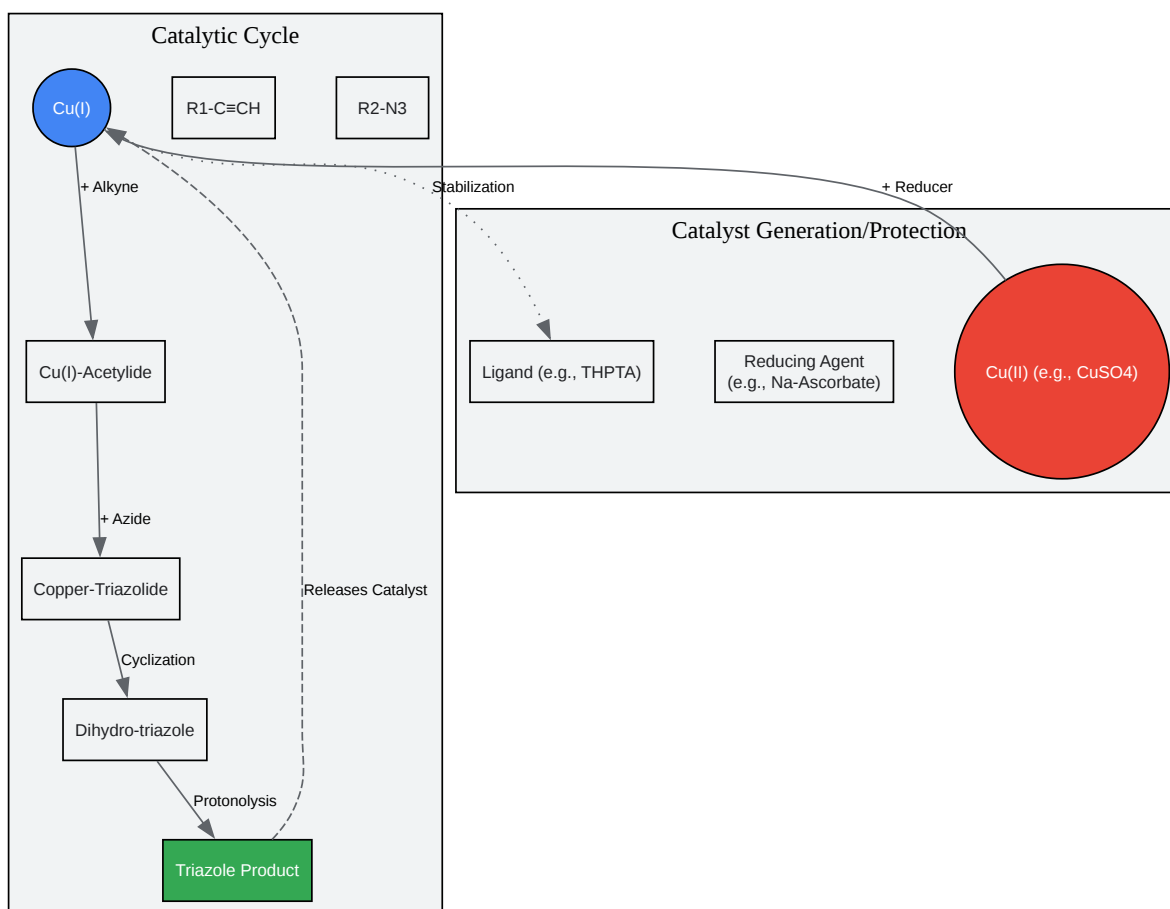 Catalytic Cycle
Cu(I)
R1-C≡CH
R2-N3
+ Alkyne
Stabilization
+ Reducer
Catalyst Generation/Protection
Cu(I)-Acetylide
Ligand (e.g., THPTA)
Reducing Agent
(e.g., Na-Ascorbate)
Cu(II) (e.g., CuSO4)
+ Azide
Copper-Triazolide
Releases Catalyst
Cyclization
Dihydro-triazole
Protonolysis
Triazole Product